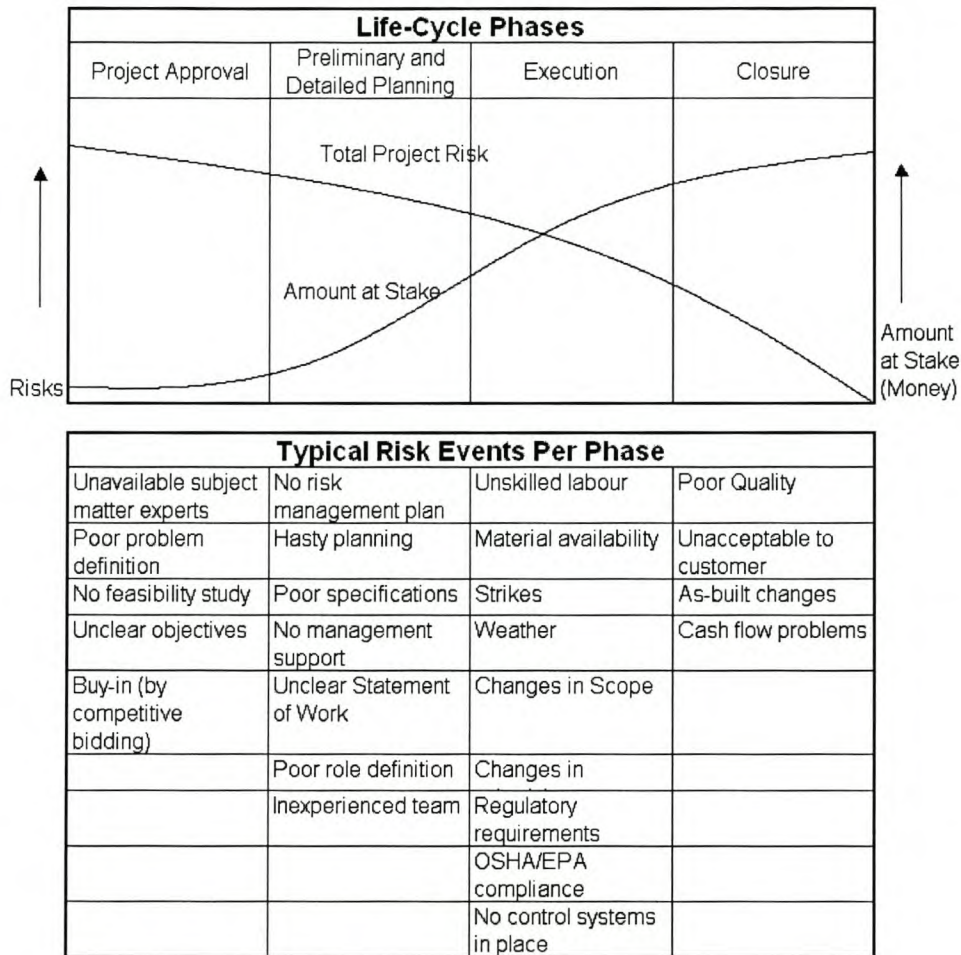 Life-Cycle Phases
Project Approval
Preliminary and
Detailed Planning
Execution
Closure
Total Project Risk
Amount at Stake
Risks
Amount
at Stake
(Money)
Typical Risk Events Per Phase
Unavailable subject
matter experts
No risk
management plan
Unskilled labour
Poor Quality
Poor problem
definition
Hasty planning
Material availability
Unacceptable to
customer
No feasibility study
Poor specifications
Strikes
As-built changes
Unclear objectives
No management
support
Weather
Cash flow problems
Buy-in (by
competitive
bidding)
Unclear Statement
of Work
Changes in Scope
Poor role definition
Changes in
Inexperienced team
Regulatory
requirements
OSHA/EPA
compliance
No control systems
in place